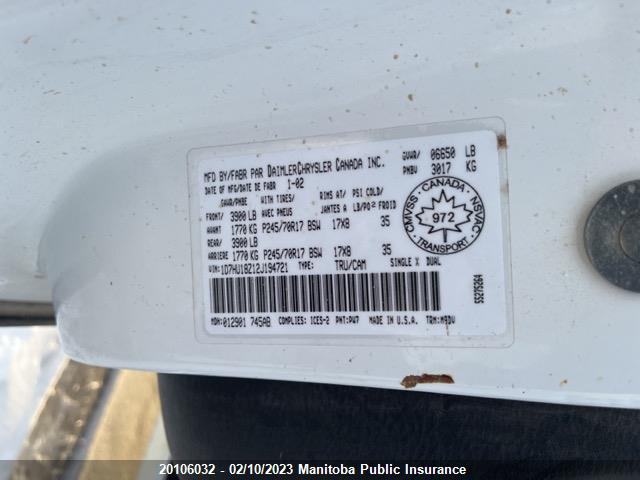 MFD BY/FABR PAR DAIMLERCHRYSLER CANADA INC.
DATE OF MFG/DATE DE FABR 1-02
GVWR/ 06650 LB
PNBV 3017 KG
GAWR/PNBE WITH TIRES/ RIMS AT/ PSI COLD/
AVEC PNEUS JANTES A LB/PO² FROID
FRONT/ 3900 LB
AVANT 1770 KG P245/70R17 BSW 17X8 35
REAR/ 3900 LB
ARRIERE 1770 KG P245/70R17 BSW 17X8 35
VIN: 1D7HU18Z12J194721 TYPE: TRU/CAM SINGLE X DUAL
CMVSS - CANADA - NSVAC
972
TRANSPORT
55275264
MDH: 012901 745AB COMPLIES: ICES-2 PNT: PW7 MADE IN U.S.A. TRM: M9DV
20106032 - 02/10/2023 Manitoba Public Insurance